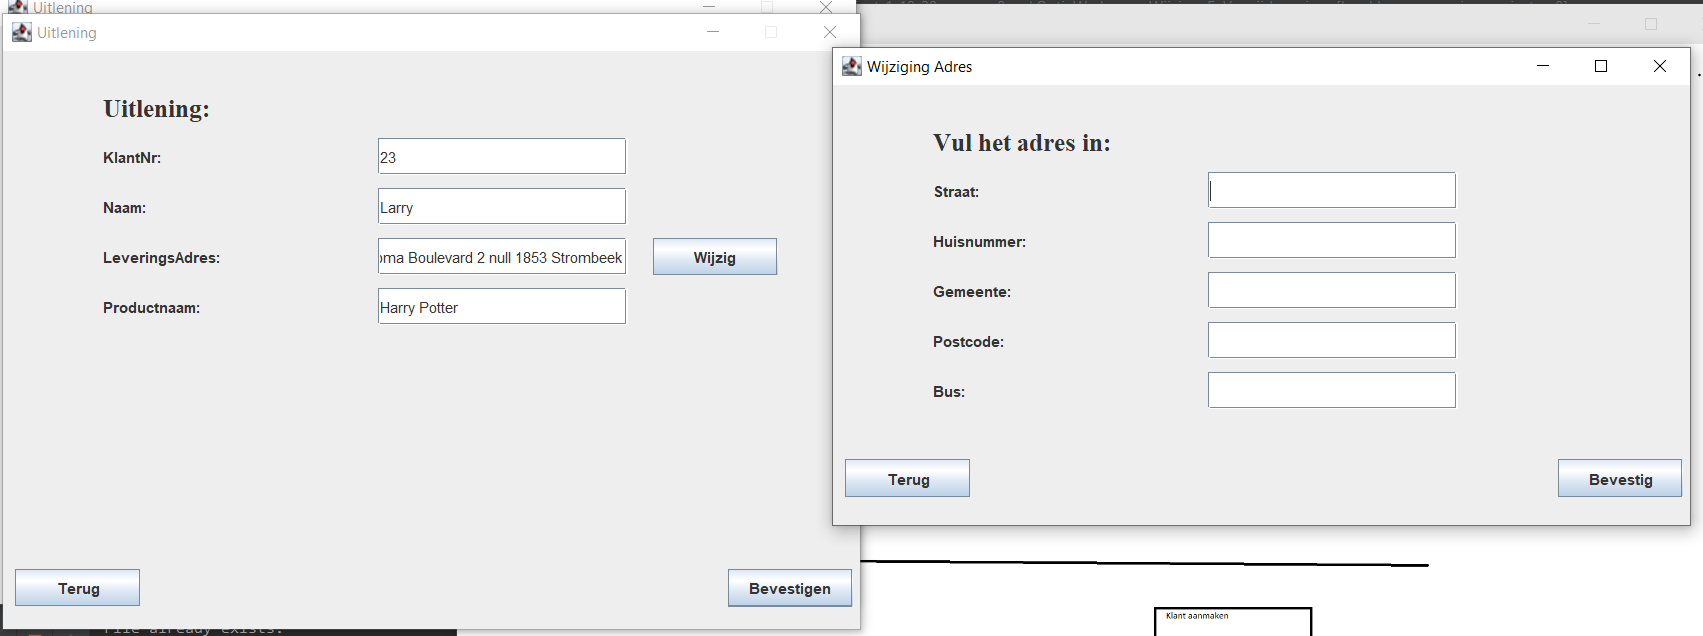 Uitlening
Uitlening
Uitlening:
KlantNr:
23
Naam:
Larry
LeveringsAdres:
oma Boulevard 2 null 1853 Strombeek
Wijzig
Productnaam:
Harry Potter
Terug
Bevestigen
Wijziging Adres
Vul het adres in:
Straat:
Huisnummer:
Gemeente:
Postcode:
Bus:
Terug
Bevestig
Klant aanmaken
File already exists.